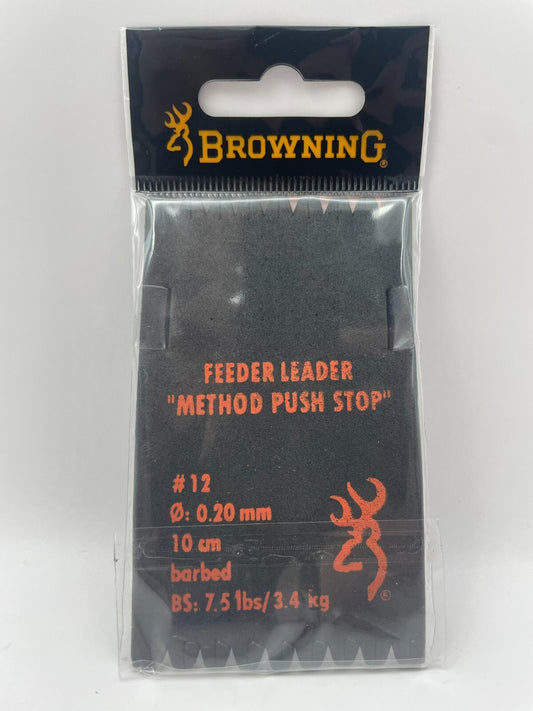 BROWNING®
FEEDER LEADER
"METHOD PUSH STOP"
#12
Ø: 0.20 mm
10 cm
barbed
BS: 7.5 lbs/3.4 kg
®